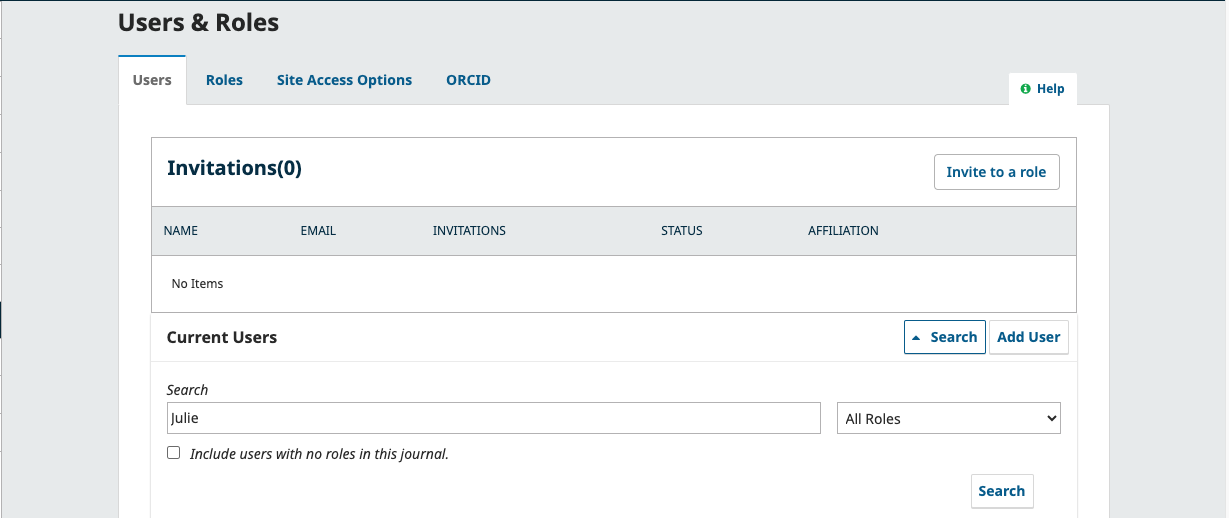 Users & Roles
Users Roles Site Access Options ORCID
Help
Invitations(0)
Invite to a role
NAME EMAIL INVITATIONS STATUS AFFILIATION
No Items
Current Users
Search Add User
Search
Julie All Roles
Include users with no roles in this journal.
Search